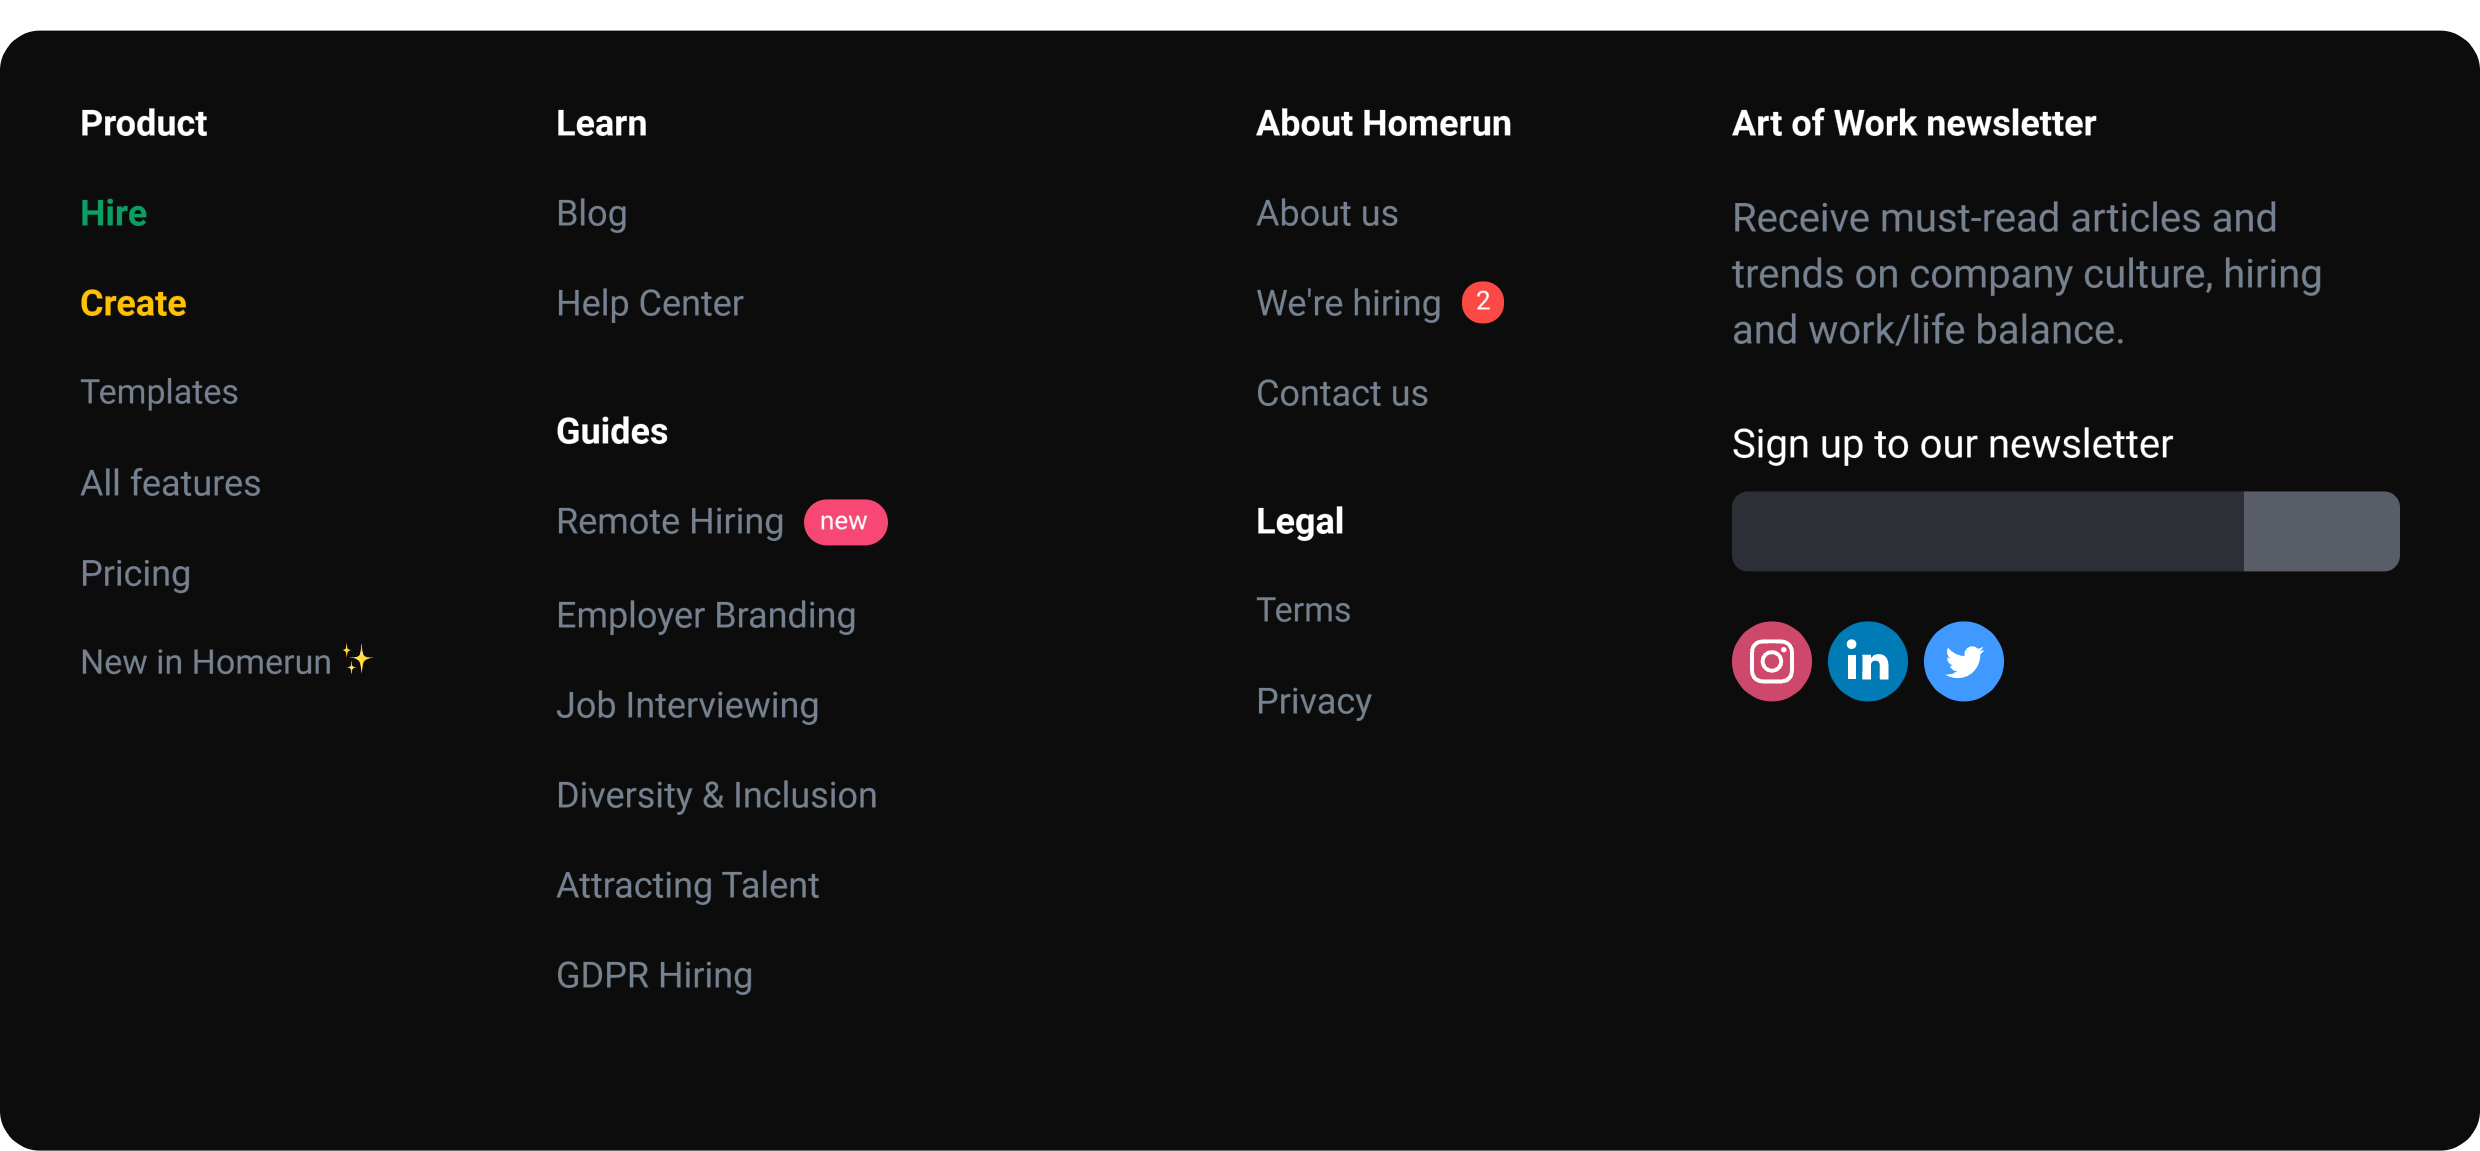 Product
Hire
Create
Templates
All features
Pricing
New in Homerun ✨
Learn
Blog
Help Center
Guides
Remote Hiring new
Employer Branding
Job Interviewing
Diversity & Inclusion
Attracting Talent
GDPR Hiring
About Homerun
About us
We're hiring 2
Contact us
Legal
Terms
Privacy
Art of Work newsletter
Receive must-read articles and
trends on company culture, hiring
and work/life balance.
Sign up to our newsletter
in